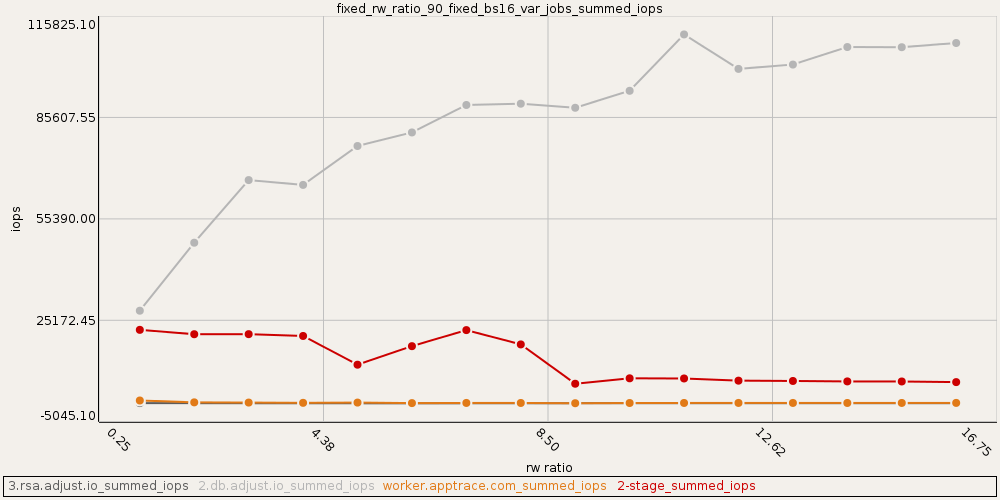 fixed_rw_ratio_90_fixed_bs16_var_jobs_summed_iops
115825.10
85607.55
55390.00
25172.45
-5045.10
iops
0.25
4.38
8.50
12.62
16.75
rw ratio
3.rsa.adjust.io_summed_iops 2.db.adjust.io_summed_iops worker.apptrace.com_summed_iops 2-stage_summed_iops